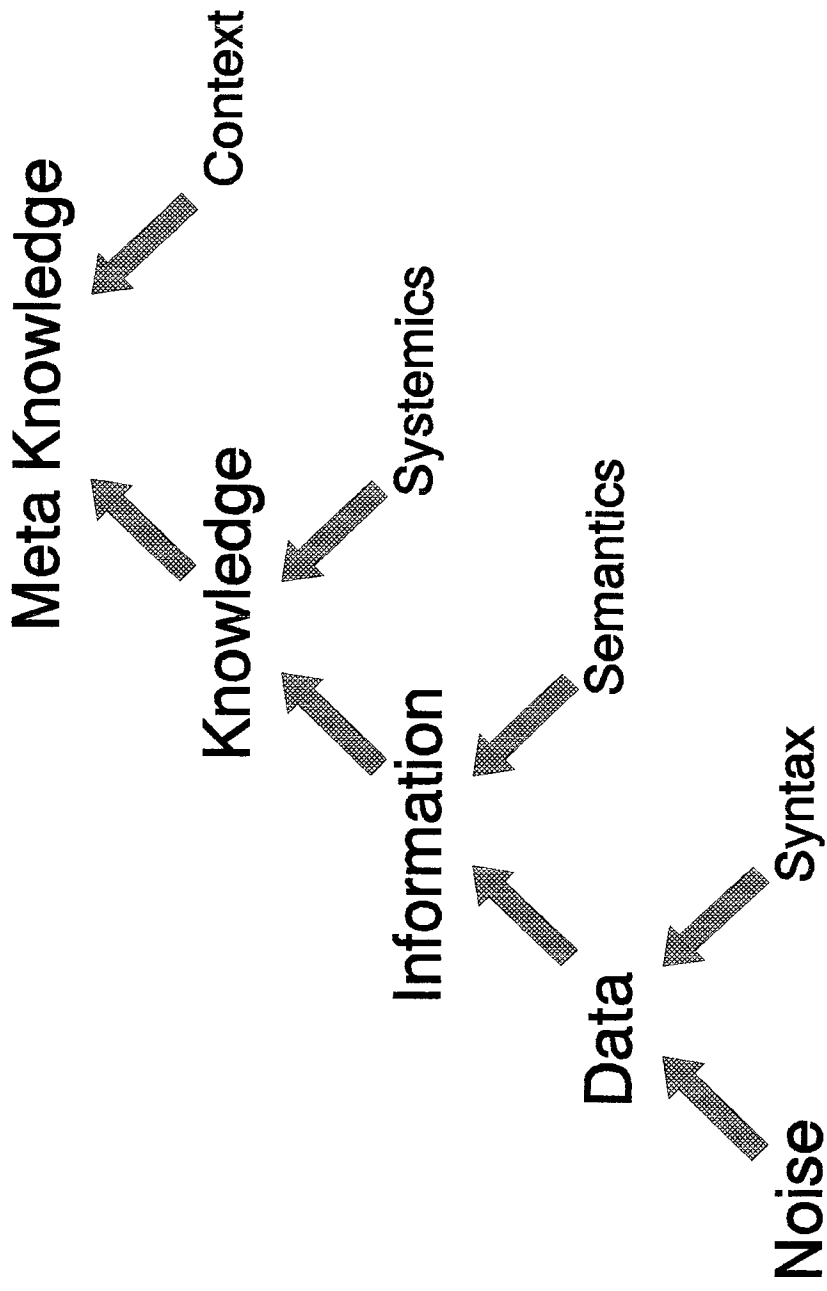 Meta Knowledge
Knowledge
Context
Information
Systemics
Data
Semantics
Noise
Syntax